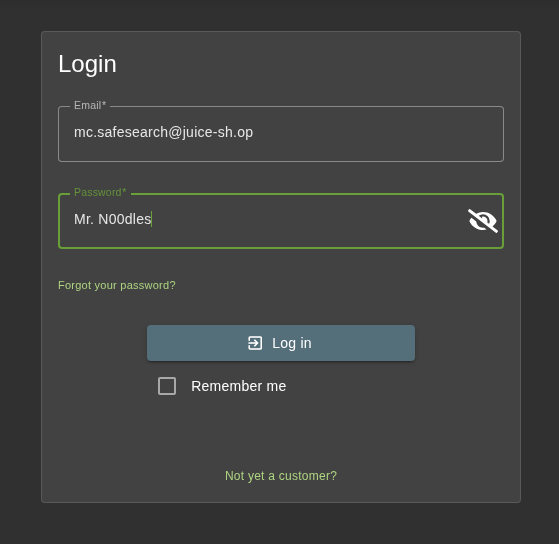 Login
Email*
mc.safesearch@juice-sh.op
Password*
Mr. N00dles
Forgot your password?
Log in
Remember me
Not yet a customer?